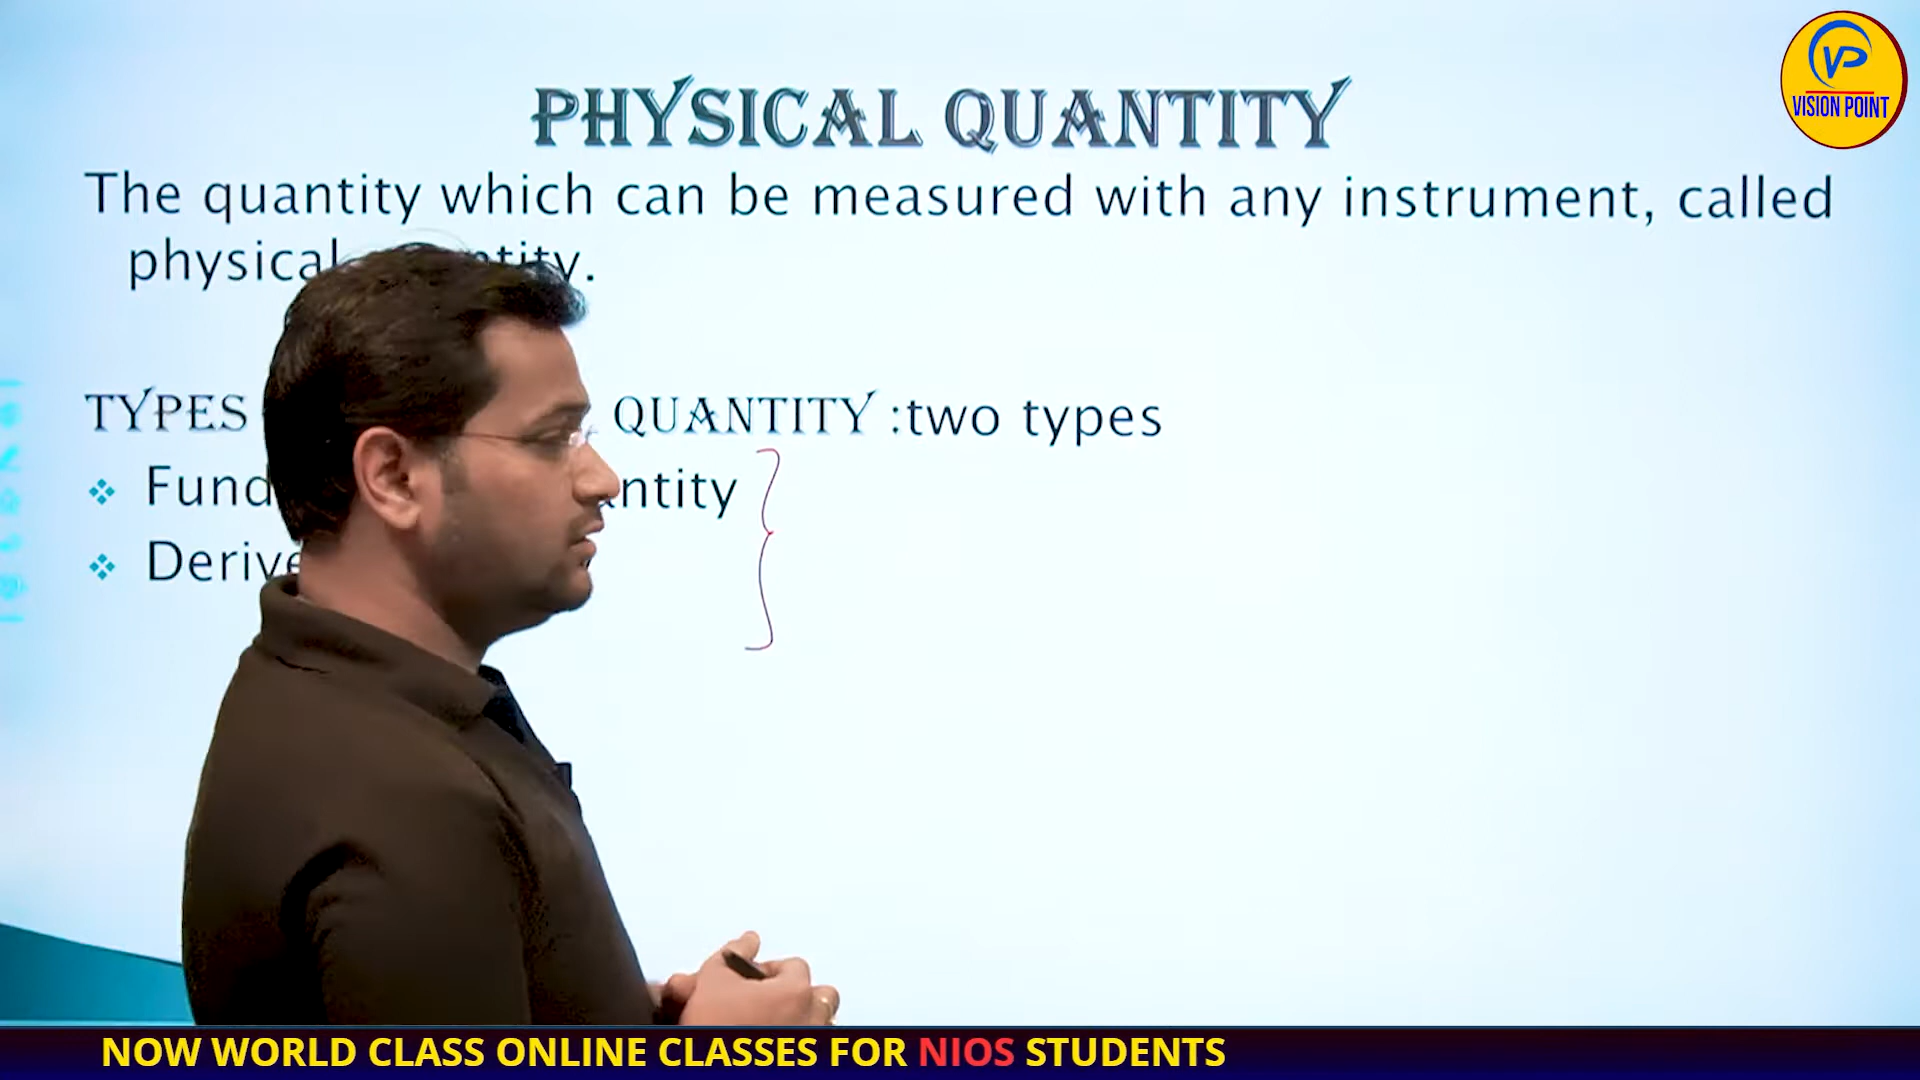 VP
VISION POINT
PHYSICAL QUANTITY
The quantity which can be measured with any instrument, called
physical
TYPES QUANTITY :two types
❖ Fund ntity
❖ Derive
NOW WORLD CLASS ONLINE CLASSES FOR NIOS STUDENTS